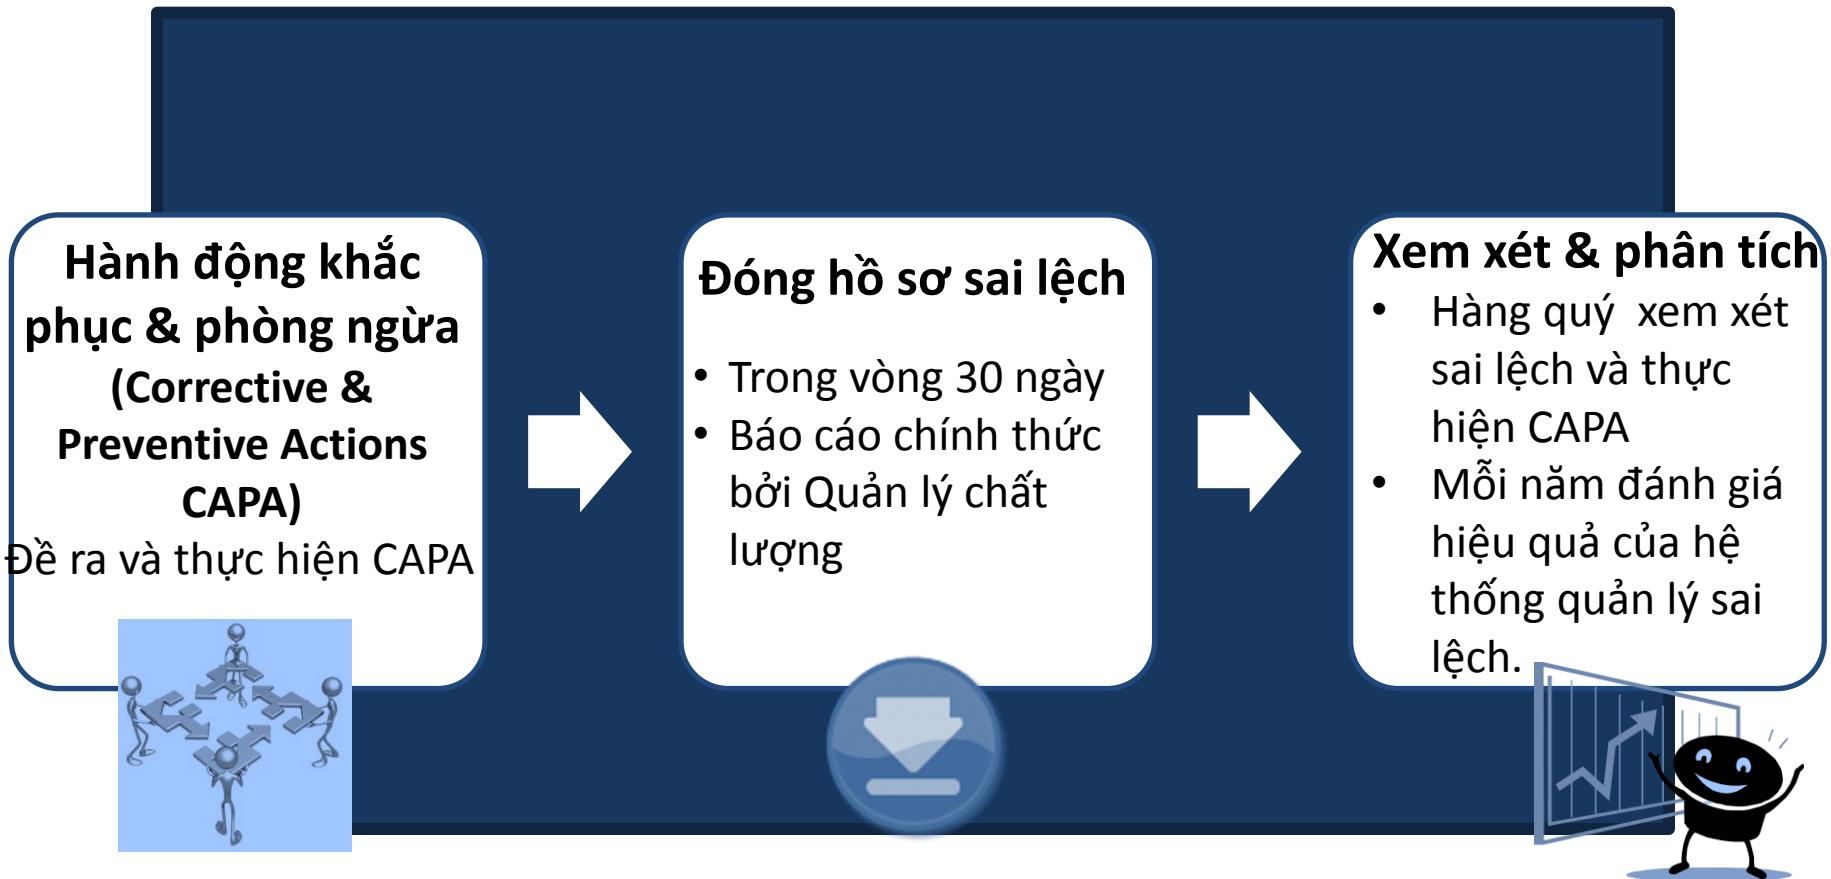 Hành động khắc
phục & phòng ngừa
(Corrective &
Preventive Actions
CAPA)
Đề ra và thực hiện CAPA
Đóng hồ sơ sai lệch
• Trong vòng 30 ngày
• Báo cáo chính thức
bởi Quản lý chất
lượng
Xem xét & phân tích
• Hàng quý xem xét
sai lệch và thực
hiện CAPA
• Mỗi năm đánh giá
hiệu quả của hệ
thống quản lý sai
lệch.